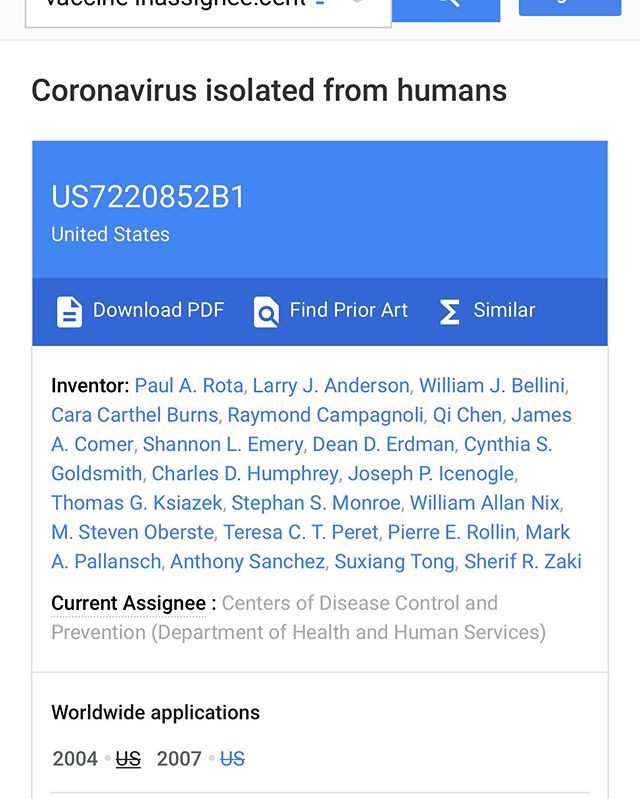 vaccine inassignee:cent
Coronavirus isolated from humans
US7220852B1
United States
Download PDF Find Prior Art Similar
Inventor: Paul A. Rota, Larry J. Anderson, William J. Bellini,
Cara Carthel Burns, Raymond Campagnoli, Qi Chen, James
A. Comer, Shannon L. Emery, Dean D. Erdman, Cynthia S.
Goldsmith, Charles D. Humphrey, Joseph P. Icenogle,
Thomas G. Ksiazek, Stephan S. Monroe, William Allan Nix,
M. Steven Oberste, Teresa C. T. Peret, Pierre E. Rollin, Mark
A. Pallansch, Anthony Sanchez, Suxiang Tong, Sherif R. Zaki
Current Assignee : Centers of Disease Control and
Prevention (Department of Health and Human Services)
Worldwide applications
2004 • US 2007 • US